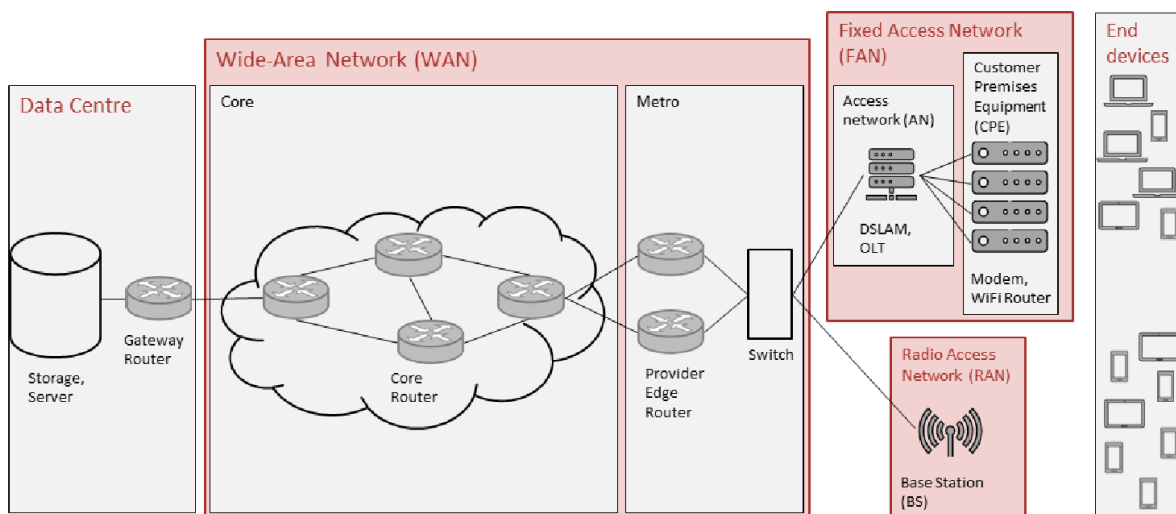 Data Centre
Storage,
Server
Gateway
Router
Wide-Area Network (WAN)
Core
Core
Router
Metro
Provider
Edge
Router
Switch
Fixed Access Network
(FAN)
Access
network (AN)
DSLAM,
OLT
Customer
Premises
Equipment
(CPE)
Modem,
WiFi Router
Radio Access
Network (RAN)
Base Station
(BS)
End
devices